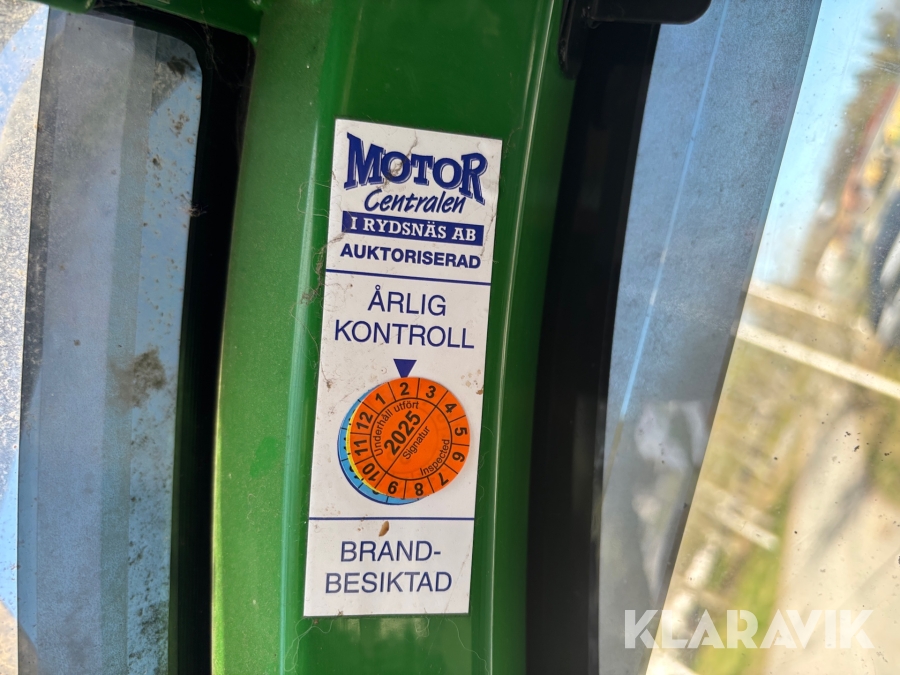 MOTOR
Centralen
I RYDSNÄS AB
AUKTORISERAD
ÅRLIG
KONTROLL
1 2 3 4 5 6 7 8 9 10 11 12
Underhåll utfört
2025
Signatur
Inspected
BRAND-
BESIKTAD
KLARAVIK